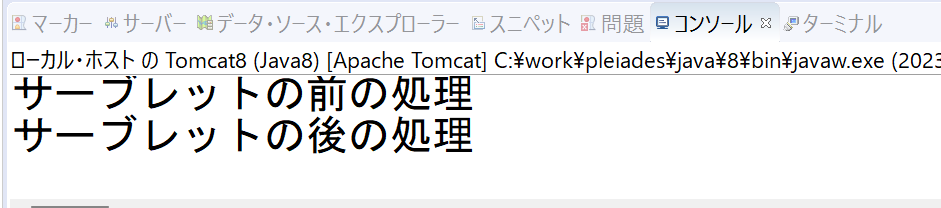 マーカー サーバー データ・ソース・エクスプローラー スニペット 問題 コンソール ターミナル
ローカル・ホスト の Tomcat8 (Java8) [Apache Tomcat] C:¥work¥pleiades¥java¥8¥bin¥javaw.exe (2023
サーブレットの前の処理
サーブレットの後の処理